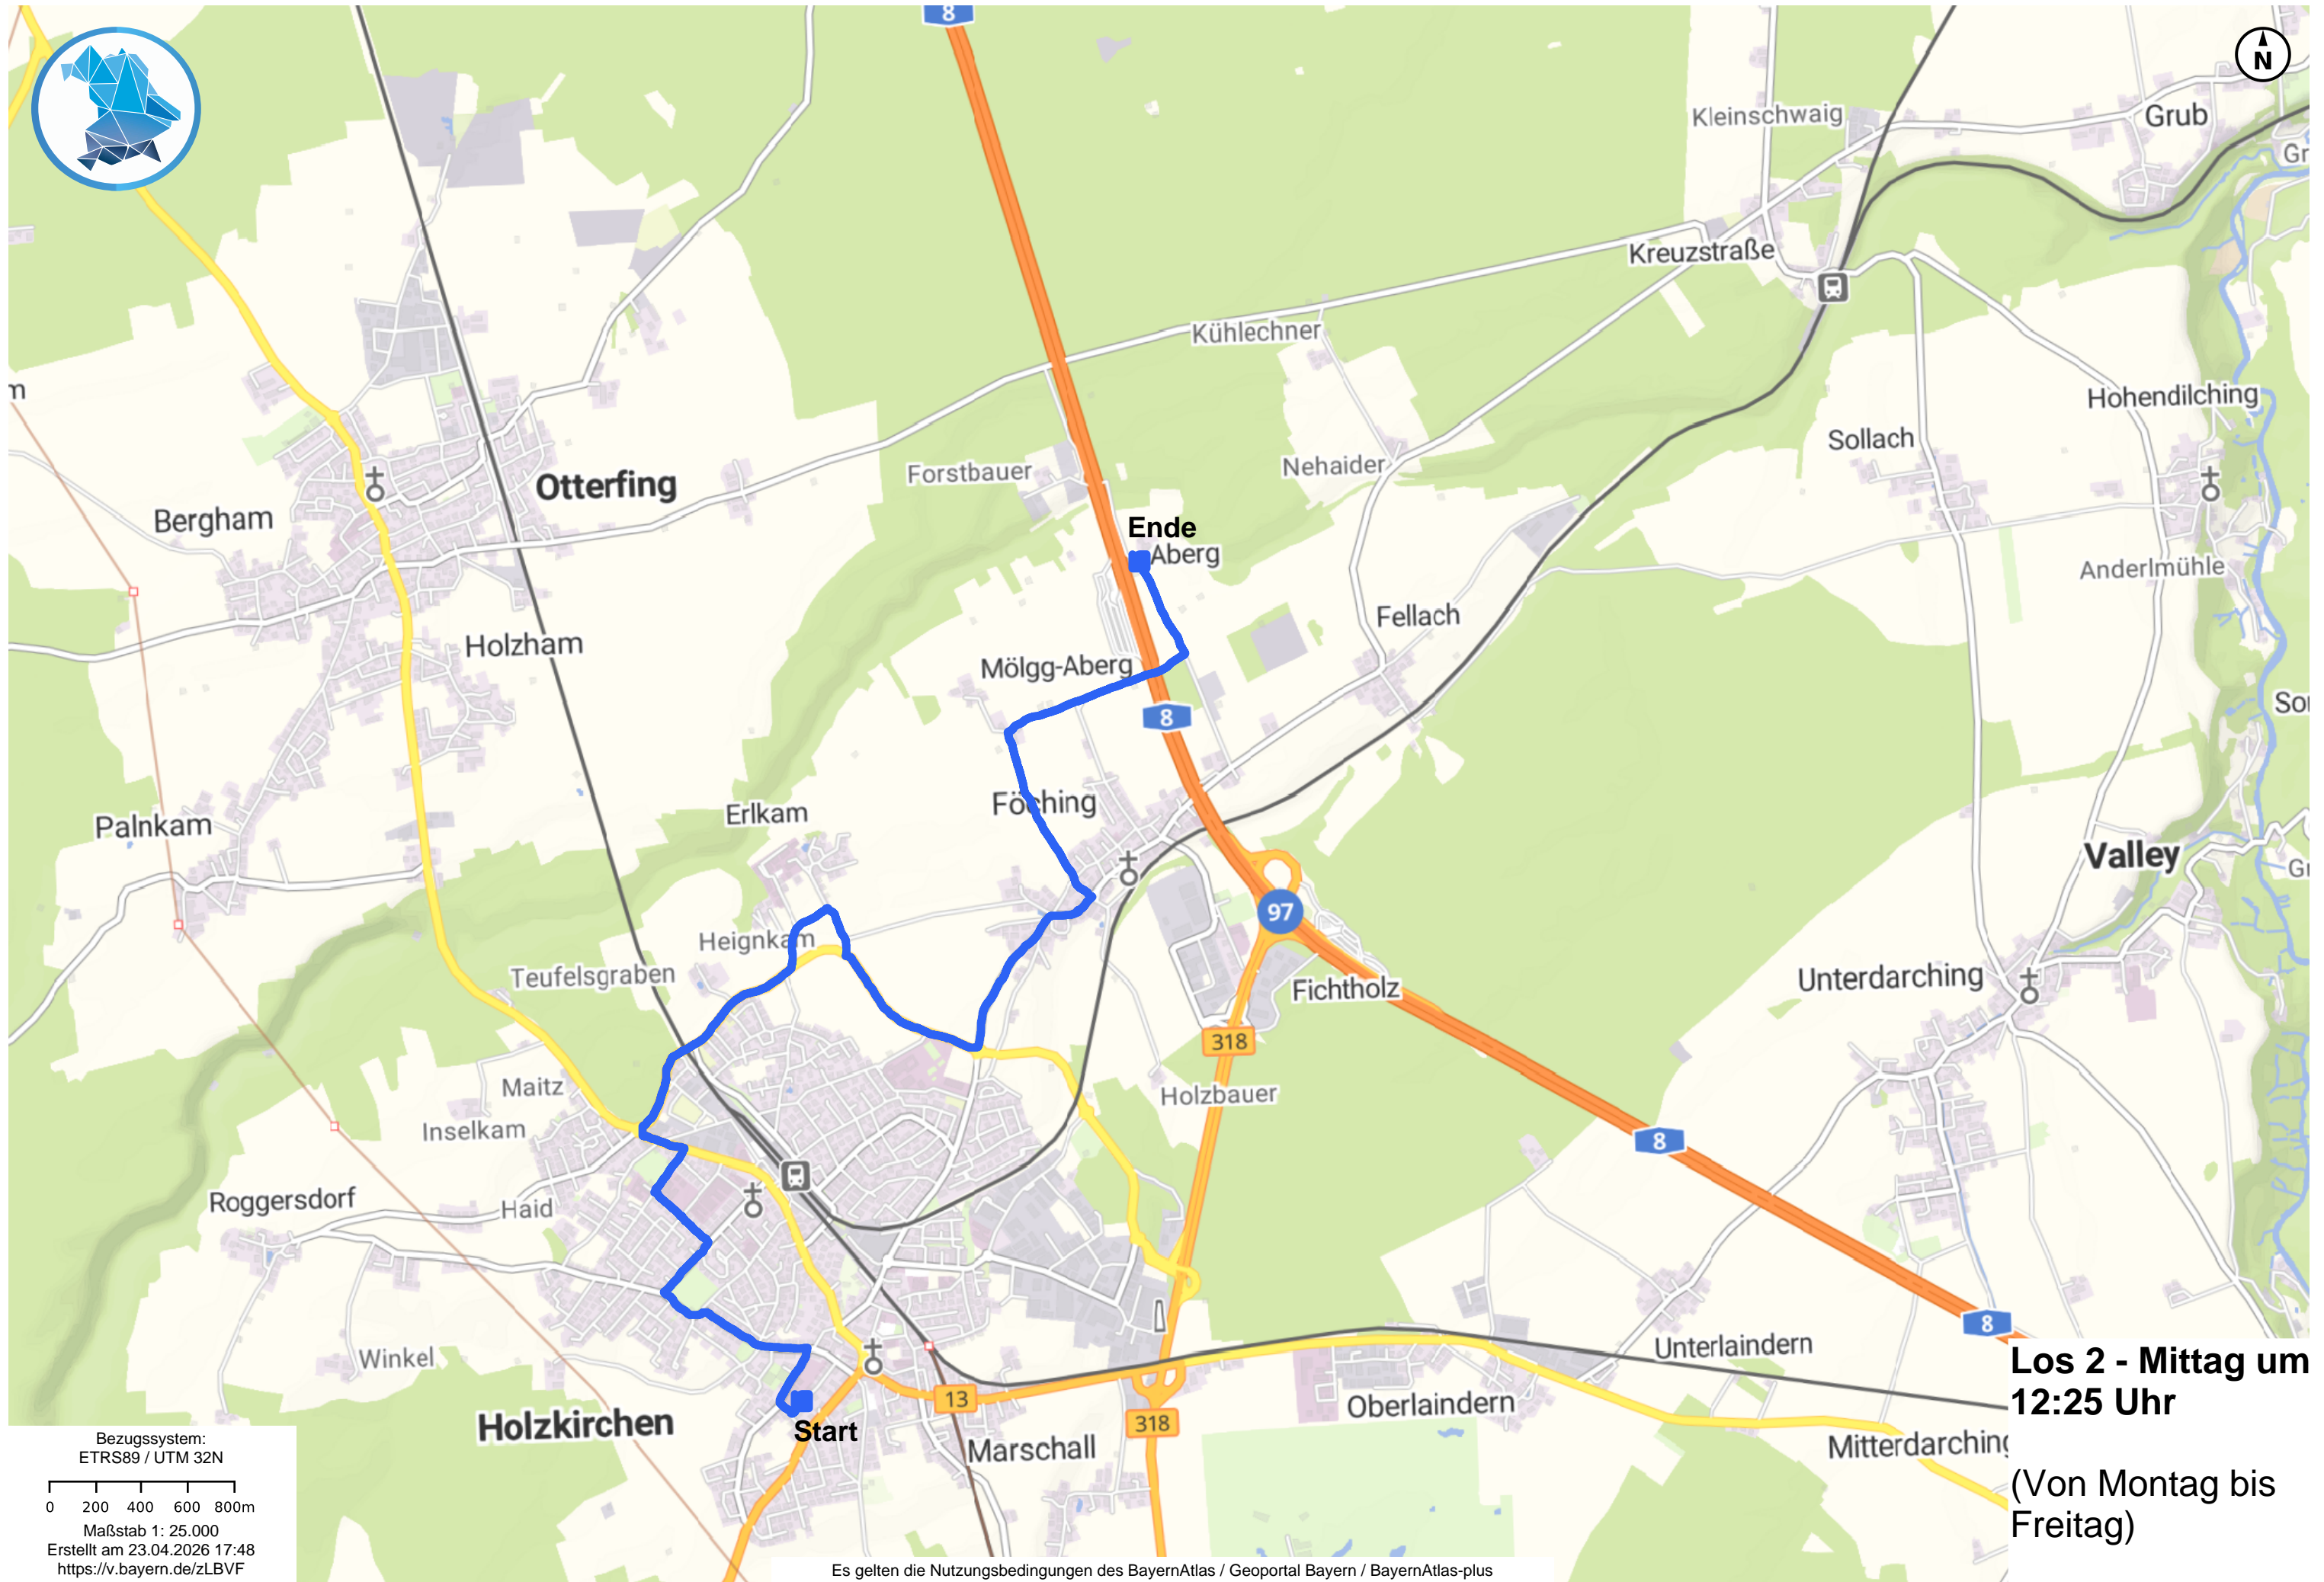 8
N
Kleinschwaig
Grub
Gr
Kreuzstraße
Kühlechner
m
Hohendilching
Sollach
Forstbauer
Nehaider
Otterfing
Bergham
Ende
Aberg
Anderlmühle
Fellach
Holzham
Mölgg-Aberg
8
Erlkam
Föching
Palnkam
Valley
97
Heignkam
Teufelsgraben
Unterdarching
Fichtholz
318
Maitz
Holzbauer
Inselkam
8
Roggersdorf
Haid
8
Winkel
Unterlaindern
Los 2 - Mittag um
12:25 Uhr
(Von Montag bis
Freitag)
13
318
Oberlaindern
Holzkirchen
Start
Marschall
Mitterdarching
Bezugssystem:
ETRS89 / UTM 32N
0 200 400 600 800m
Maßstab 1: 25.000
Erstellt am 23.04.2026 17:48
https://v.bayern.de/zLBVF
Es gelten die Nutzungsbedingungen des BayernAtlas / Geoportal Bayern / BayernAtlas-plus